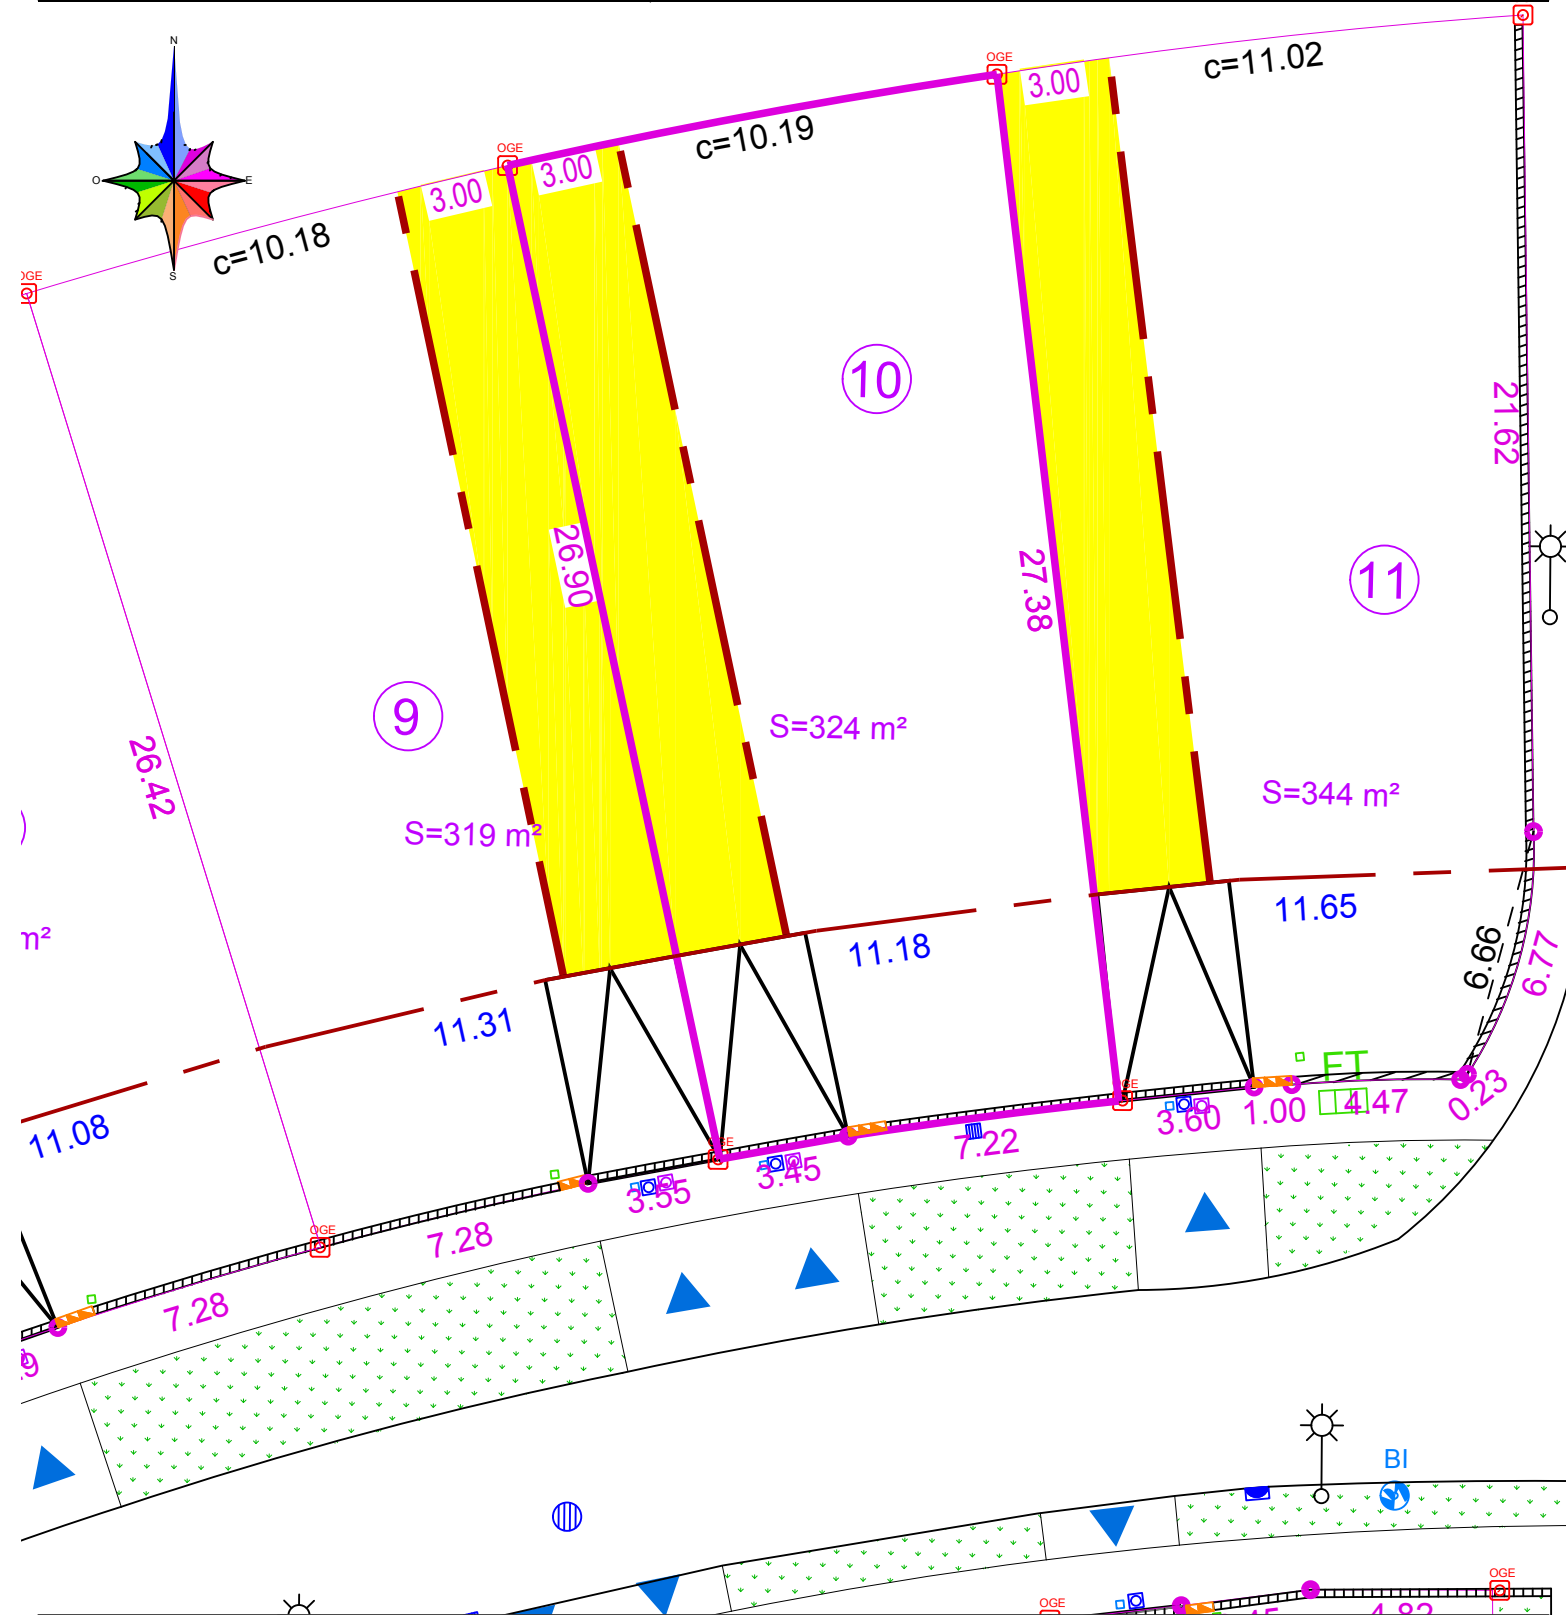 N
O
E
S
OGE
OGE
OGE
3.00
3.00
3.00
c=10.18
c=10.19
c=11.02
10
11
9
26.42
26.90
27.38
21.62
S=319 m²
S=324 m²
S=344 m²
m²
11.08
11.31
11.18
11.65
6.66
6.77
FT
OGE
7.28
7.28
3.55
3.45
7.22
3.60
1.00
4.47
0.23
BI
OGE
OGE
4.82